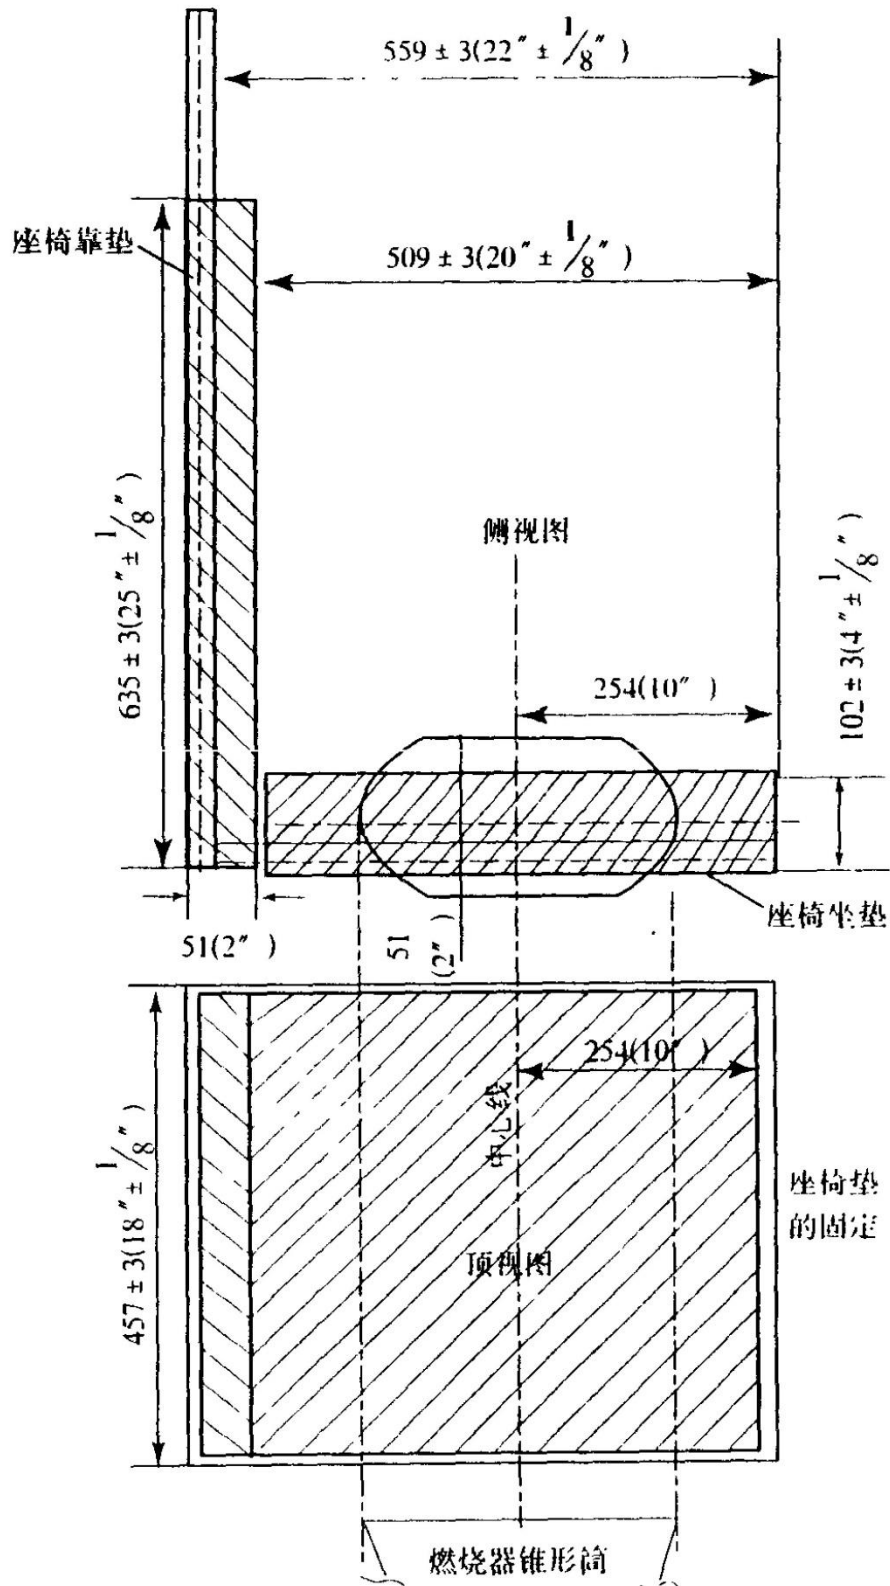 559 ± 3(22″ ± 1/8″)
座椅靠垫
509 ± 3(20″ ± 1/8″)
635 ± 3(25″ ± 1/8″)
侧视图
102 ± 3(4″ ± 1/8″)
254(10″)
座椅坐垫
51(2″)
51
(2″)
254(10″)
中心线
457 ± 3(18″ ± 1/8″)
座椅垫
的固定
顶视图
燃烧器锥形筒